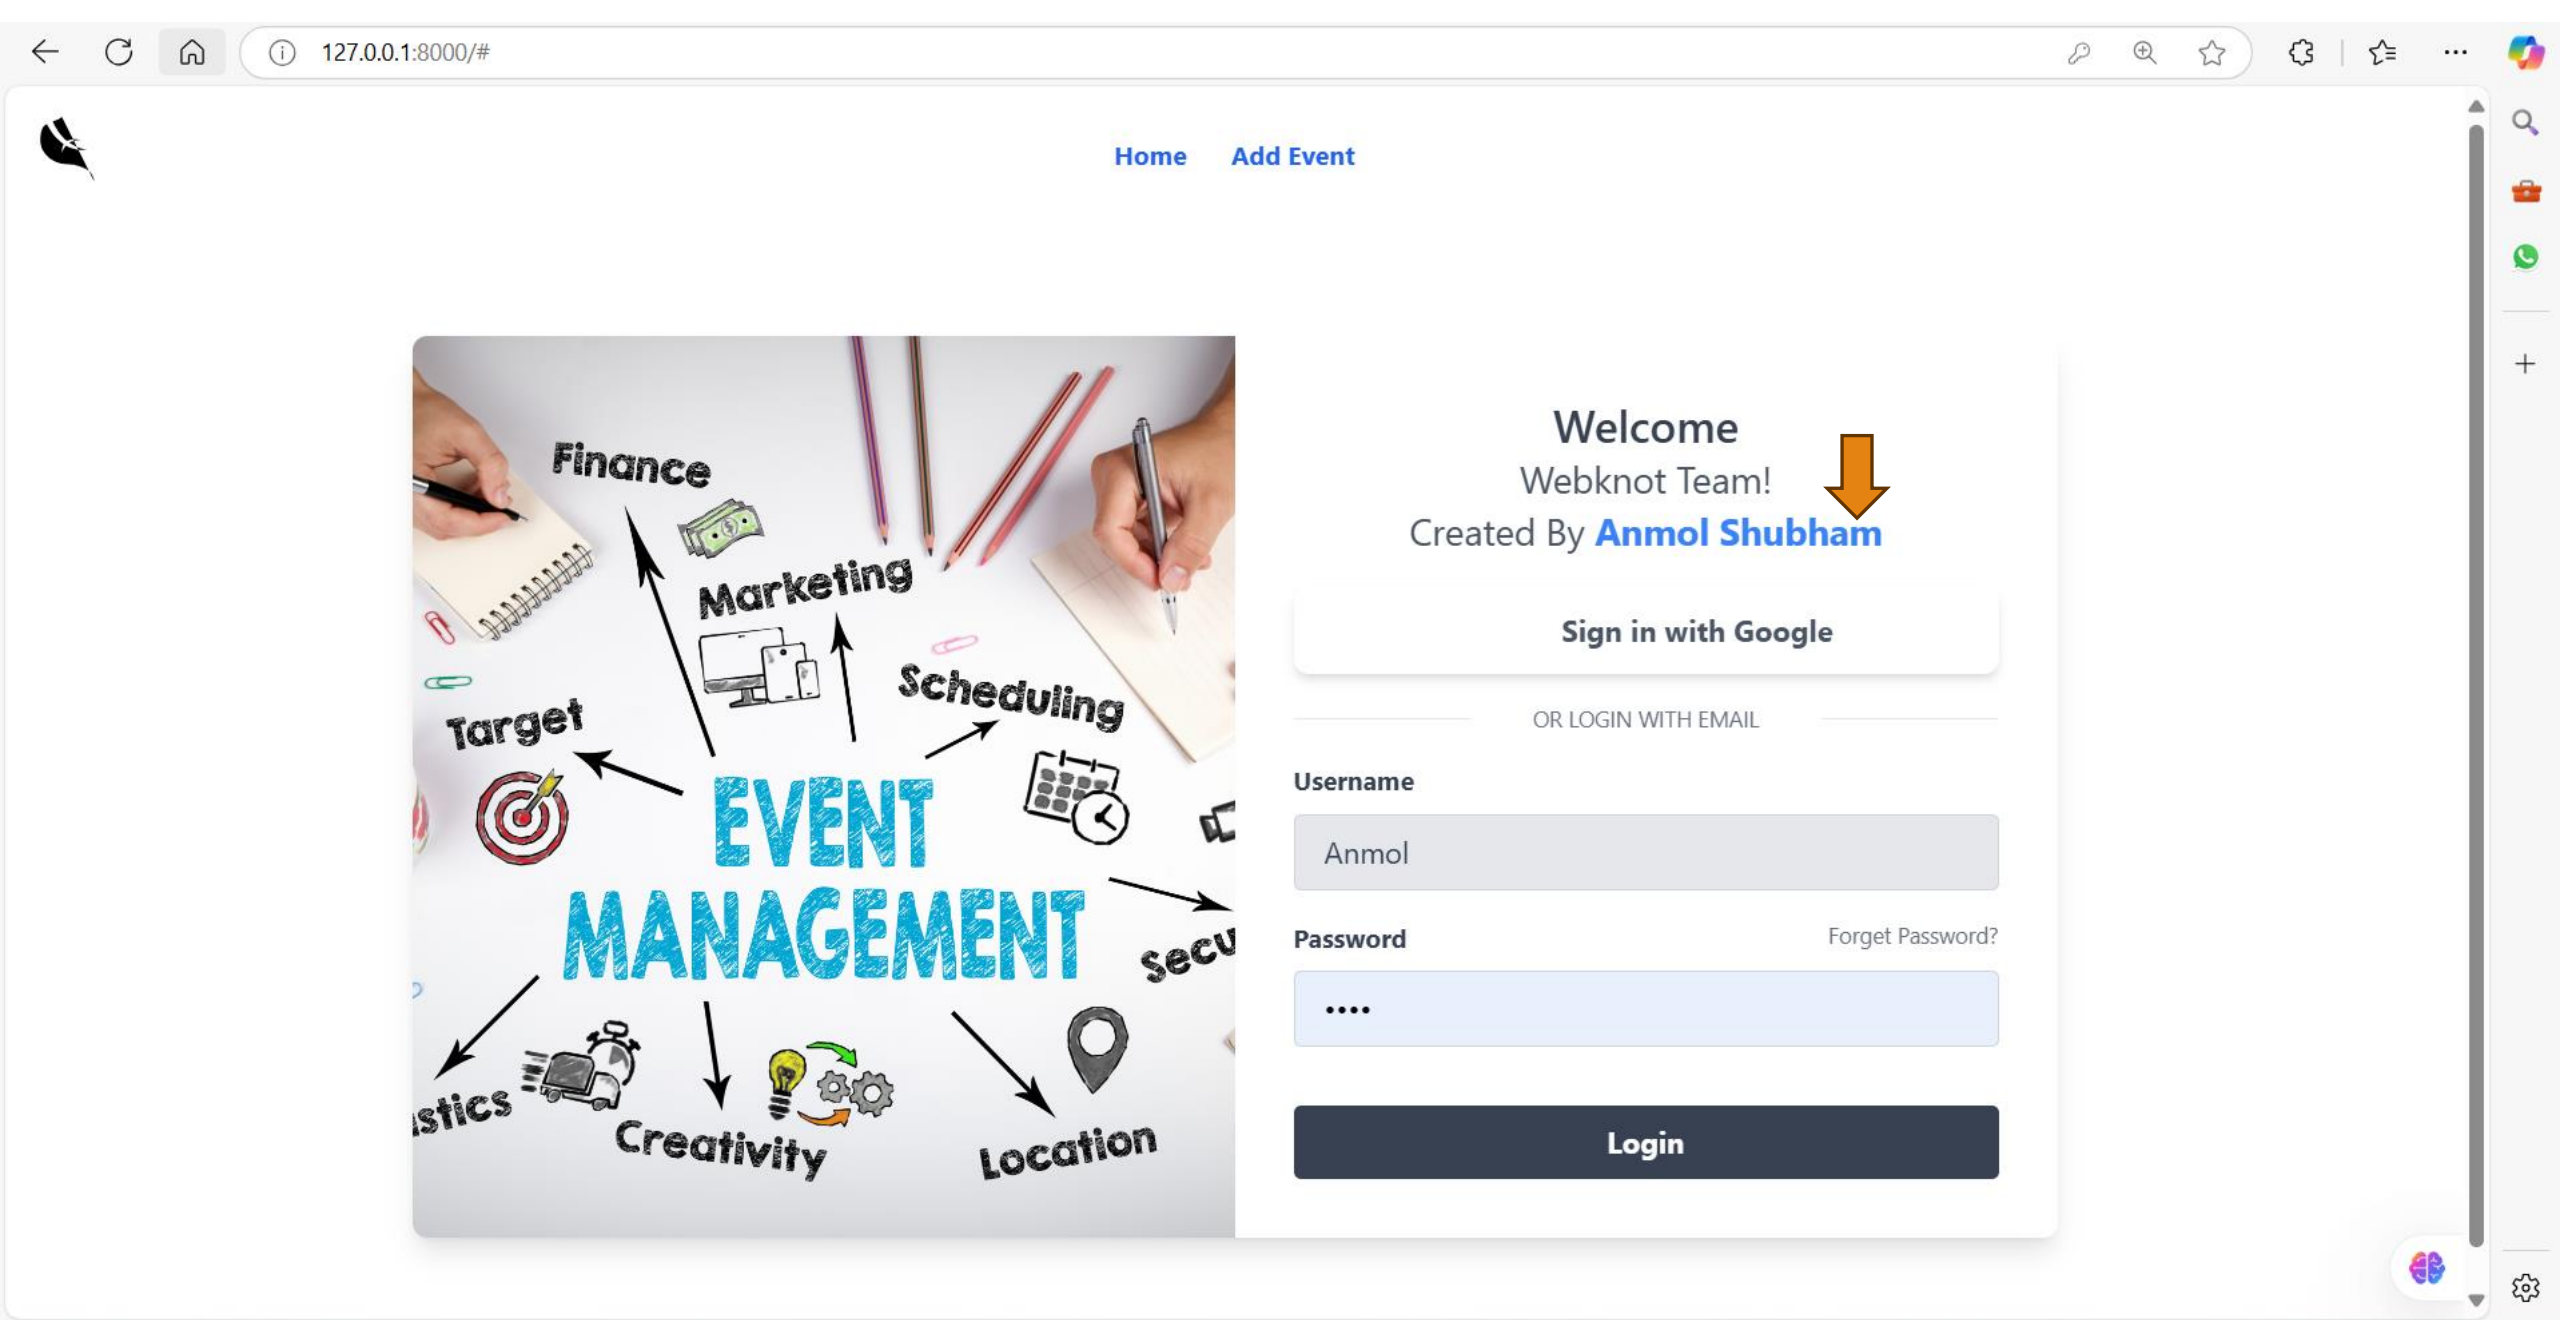 127.0.0.1:8000/#
Home Add Event
Finance
Marketing
Scheduling
Target
EVENT
MANAGEMENT
Secu
stics
Creativity
Location
Welcome
Webknot Team!
Created By Anmol Shubham
Sign in with Google
OR LOGIN WITH EMAIL
Username
Anmol
Password Forget Password?
••••
Login